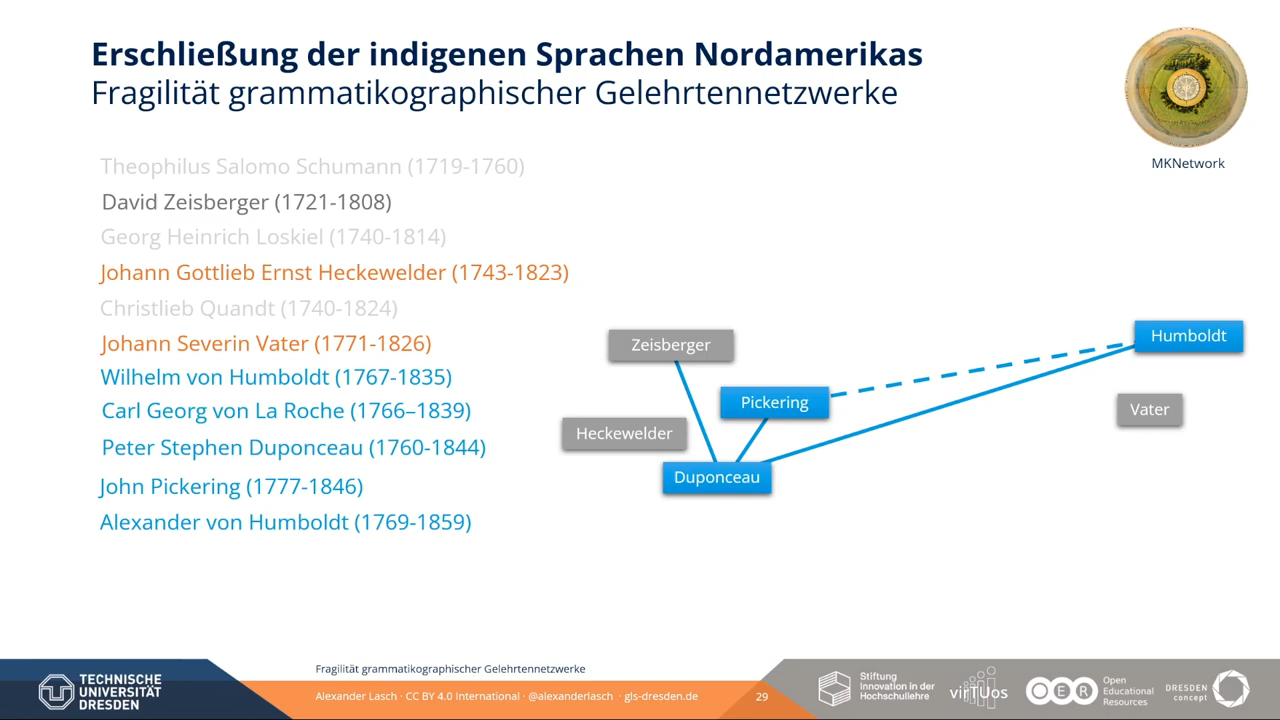 Erschließung der indigenen Sprachen Nordamerikas
Fragilität grammatikographischer Gelehrtennetzwerke
MKNetwork
Theophilus Salomo Schumann (1719-1760)
David Zeisberger (1721-1808)
Georg Heinrich Loskiel (1740-1814)
Johann Gottlieb Ernst Heckewelder (1743-1823)
Christlieb Quandt (1740-1824)
Johann Severin Vater (1771-1826)
Wilhelm von Humboldt (1767-1835)
Carl Georg von La Roche (1766–1839)
Peter Stephen Duponceau (1760-1844)
John Pickering (1777-1846)
Alexander von Humboldt (1769-1859)
Zeisberger
Humboldt
Pickering
Vater
Heckewelder
Duponceau
TECHNISCHE
UNIVERSITÄT
DRESDEN
Fragilität grammatikographischer Gelehrtennetzwerke
Alexander Lasch · CC BY 4.0 International · @alexanderlasch · gls-dresden.de
29
Stiftung
Innovation in der
Hochschullehre
virTUos
OER
Open
Educational
Resources
DRESDEN
concept